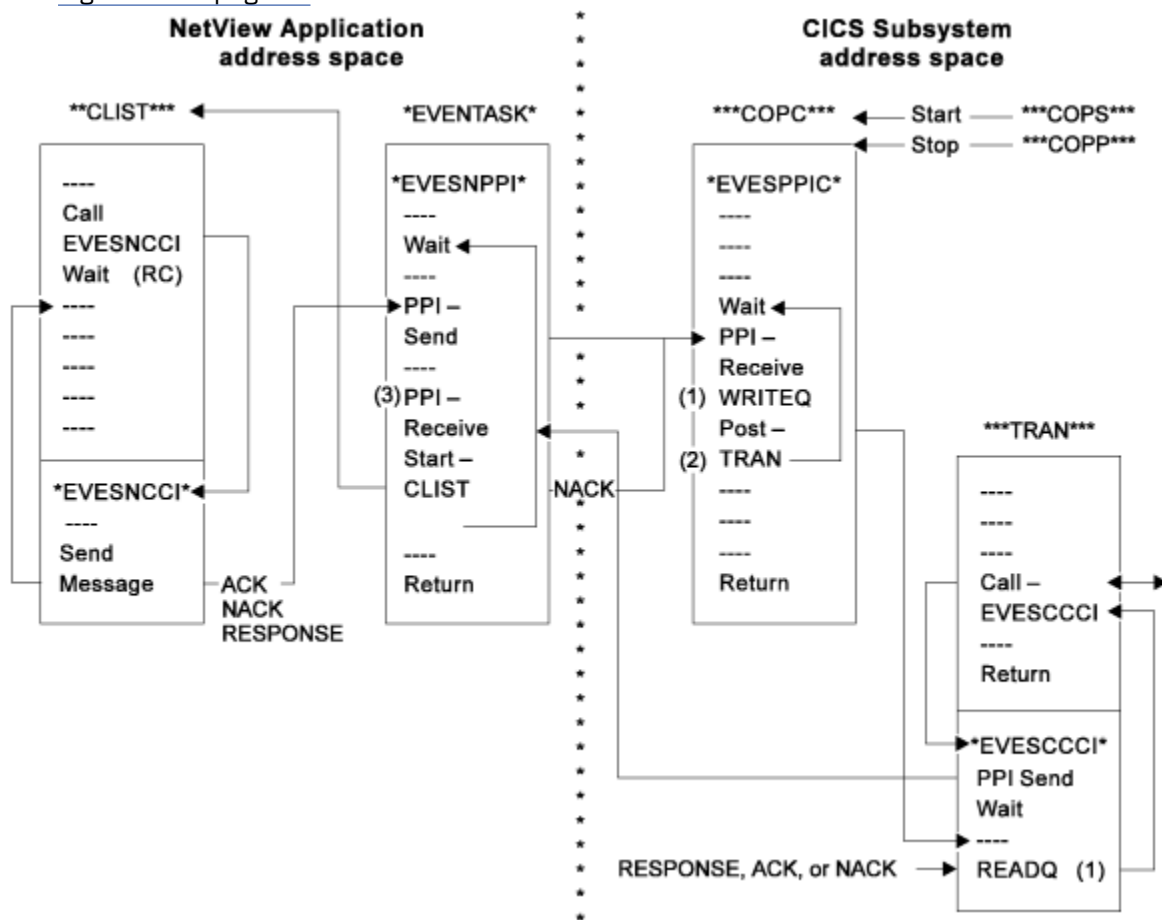 NetView Application
address space
CICS Subsystem
address space
**CLIST***
*EVENTASK*
***COPC***
Start
***COPS***
Stop
***COPP***
----
Call
EVESNCCI
Wait (RC)
----
----
----
----
----
*EVESNCCI*
----
Send
Message
ACK
NACK
RESPONSE
*EVESNPPI*
----
Wait
----
PPI –
Send
----
(3) PPI –
Receive
Start –
CLIST
----
Return
NACK
*EVESPPIC*
----
----
----
Wait
PPI –
Receive
(1) WRITEQ
Post –
(2) TRAN
----
----
----
Return
***TRAN***
----
----
----
Call –
EVESCCCI
----
Return
*EVESCCCI*
PPI Send
Wait
----
RESPONSE, ACK, or NACK
READQ (1)